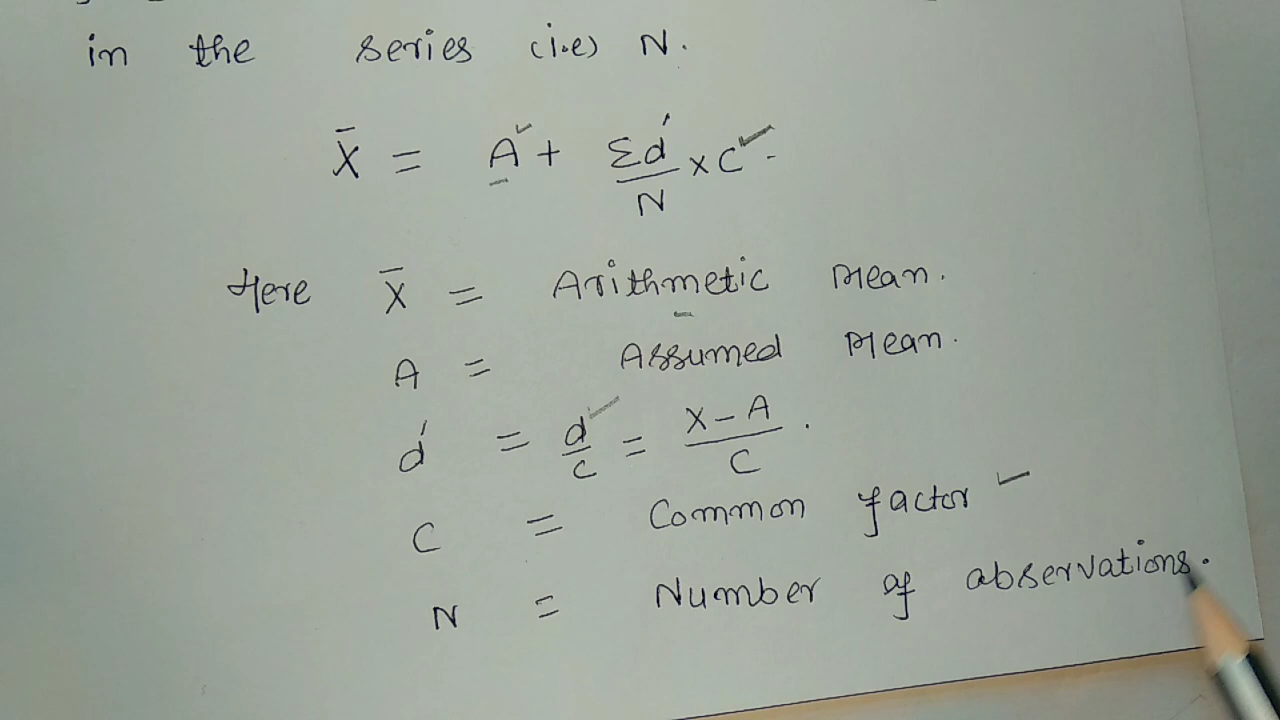 in the series (i.e) N.
X̄ = A + Σd′/N × C.
Here X̄ = Arithmetic Mean.
A = Assumed Mean.
d′ = d/c = X-A/C.
C = Common factor
N = Number of observations.